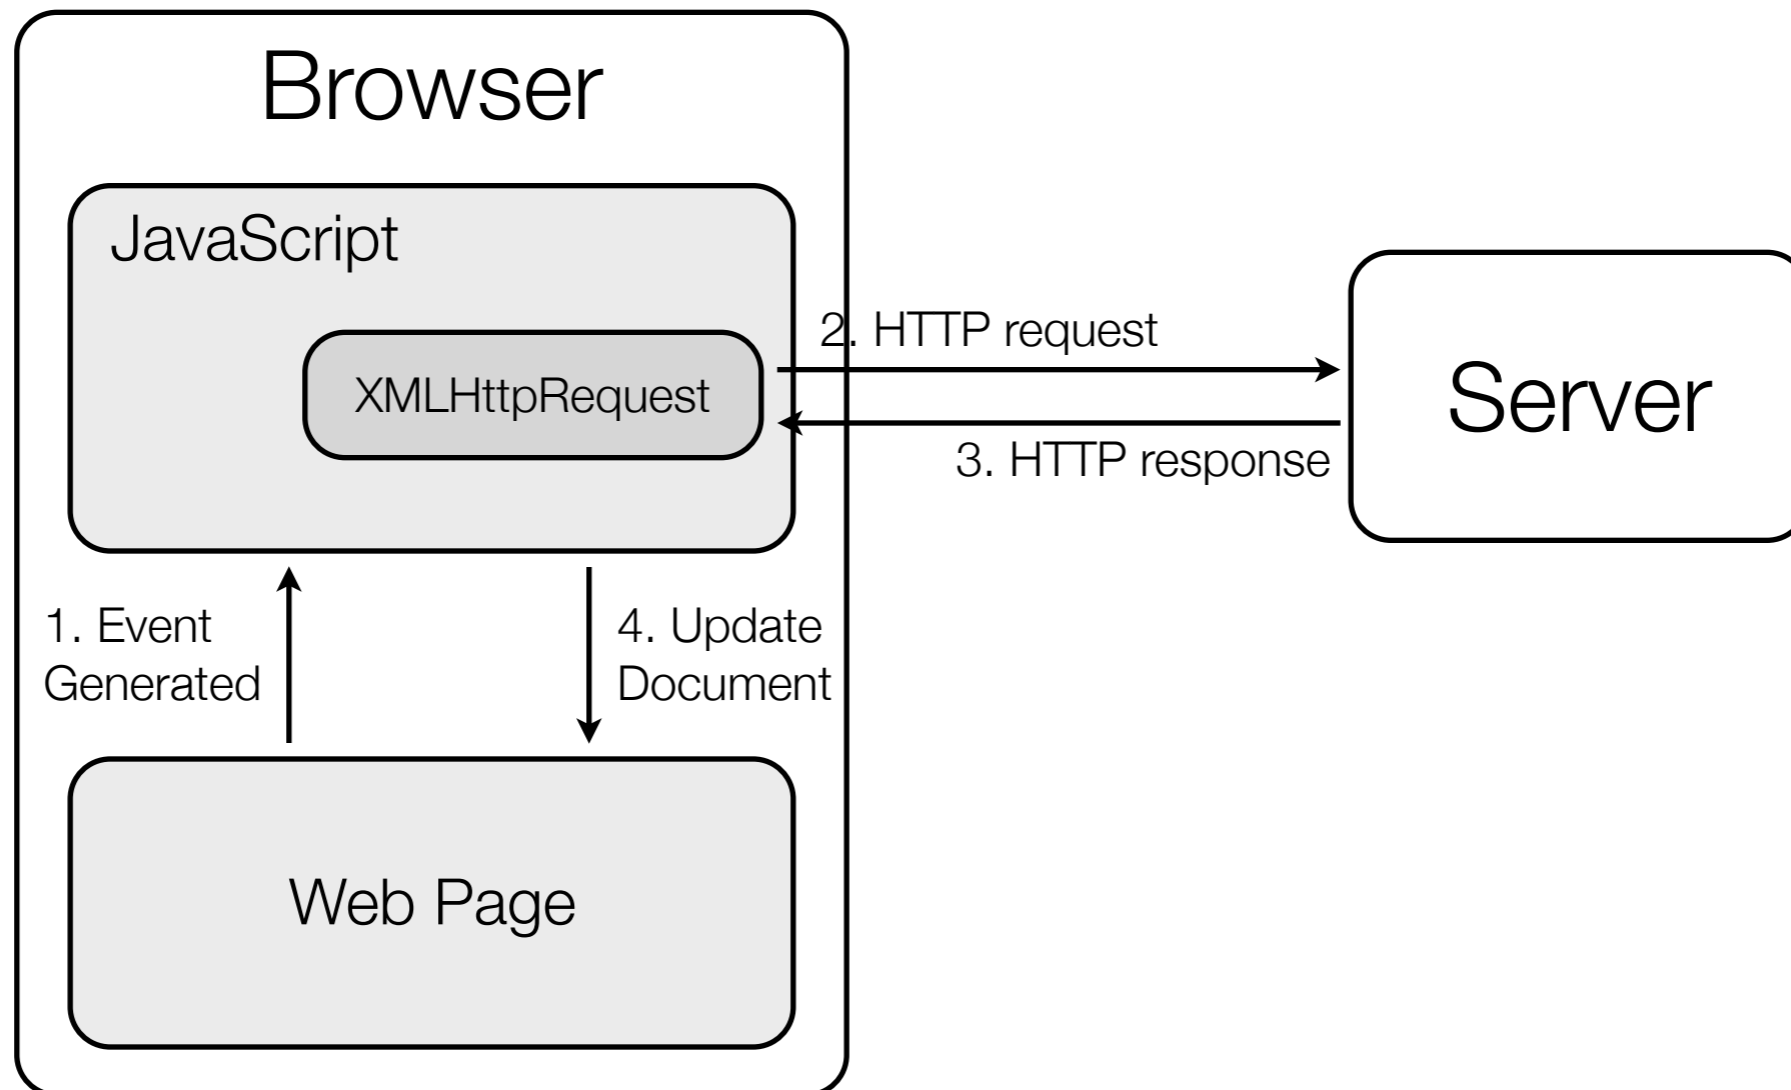 Browser
JavaScript
XMLHttpRequest
2. HTTP request
3. HTTP response
Server
1. Event
Generated
4. Update
Document
Web Page